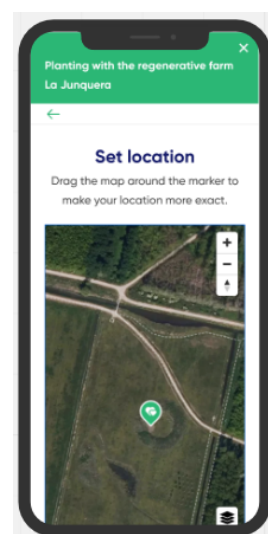 Planting with the regenerative farm
La Junquera
Set location
Drag the map around the marker to
make your location more exact.